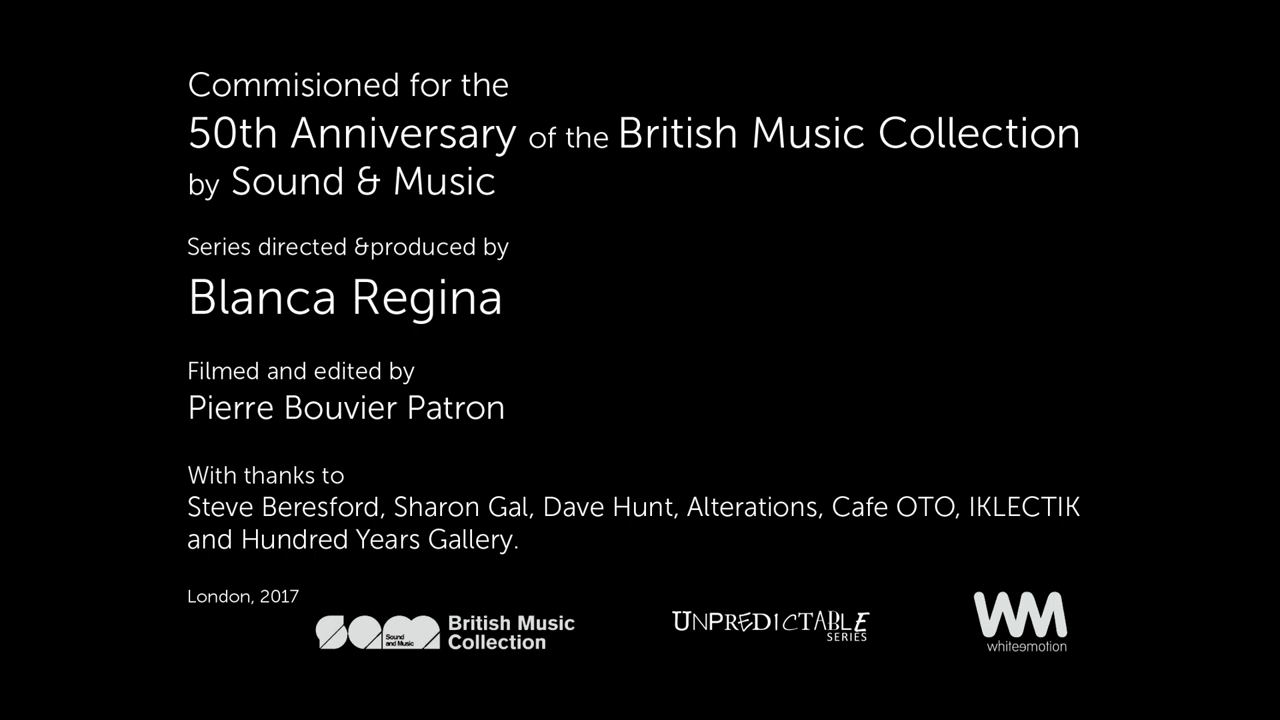 Commisioned for the
50th Anniversary of the British Music Collection
by Sound & Music
Series directed &produced by
Blanca Regina
Filmed and edited by
Pierre Bouvier Patron
With thanks to
Steve Beresford, Sharon Gal, Dave Hunt, Alterations, Cafe OTO, IKLECTIK
and Hundred Years Gallery.
London, 2017
SAM
Sound
and Music
British Music
Collection
UNPREDICTABLE
SERIES
WM
whiteemotion